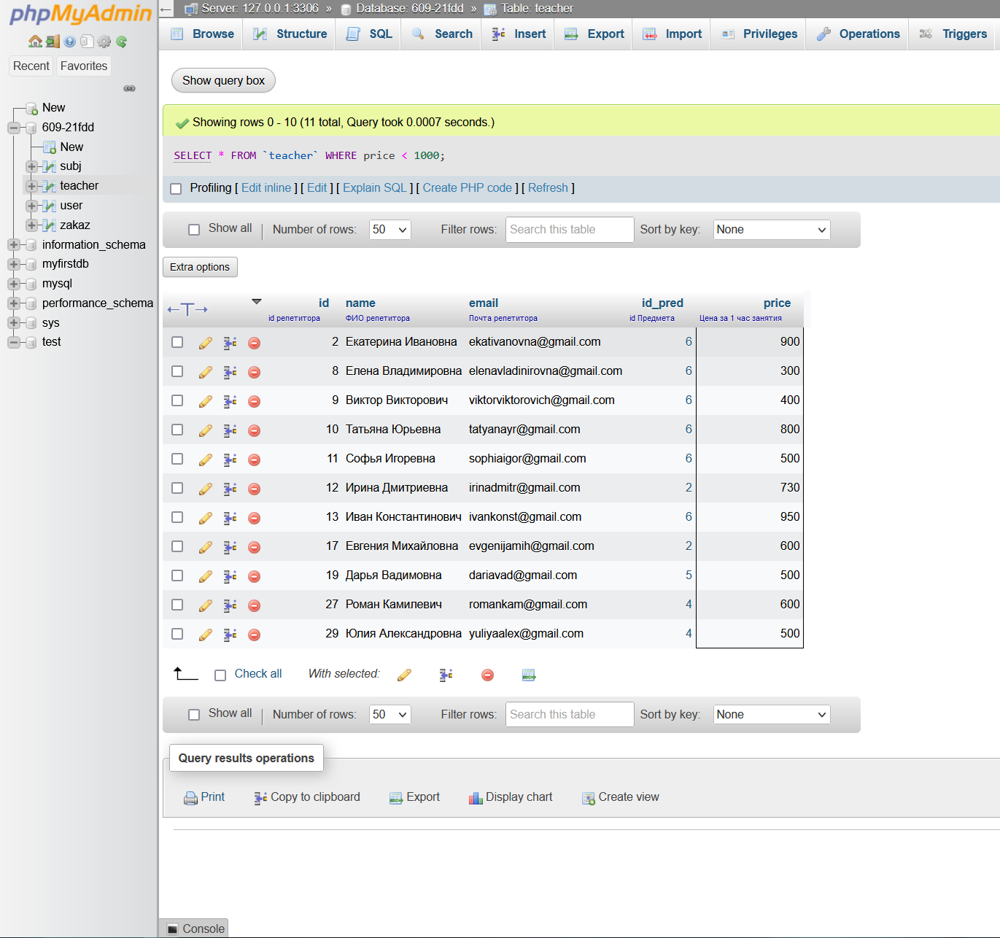 phpMyAdmin
Recent Favorites
New
609-21fdd
New
subj
teacher
user
zakaz
information_schema
myfirstdb
mysql
performance_schema
sys
test
Server: 127.0.0.1:3306 » Database: 609-21fdd » Table: teacher
Browse Structure SQL Search Insert Export Import Privileges Operations Triggers
Show query box
Showing rows 0 - 10 (11 total, Query took 0.0007 seconds.)
SELECT * FROM `teacher` WHERE price < 1000;
Profiling [ Edit inline ] [ Edit ] [ Explain SQL ] [ Create PHP code ] [ Refresh ]
Show all | Number of rows: 50 Filter rows: Search this table Sort by key: None
Extra options
←T→ id name email id_pred price
id репетитора ФИО репетитора Почта репетитора id Предмета Цена за 1 час занятия
2 Екатерина Ивановна ekativanovna@gmail.com 6 900
8 Елена Владимировна elenavladinirovna@gmail.com 6 300
9 Виктор Викторович viktorviktorovich@gmail.com 6 400
10 Татьяна Юрьевна tatyanayr@gmail.com 6 800
11 Софья Игоревна sophiaigor@gmail.com 6 500
12 Ирина Дмитриевна irinadmitr@gmail.com 2 730
13 Иван Константинович ivankonst@gmail.com 6 950
17 Евгения Михайловна evgenijamih@gmail.com 2 600
19 Дарья Вадимовна dariavad@gmail.com 5 500
27 Роман Камилевич romankam@gmail.com 4 600
29 Юлия Александровна yuliyaalex@gmail.com 4 500
Check all With selected:
Show all | Number of rows: 50 Filter rows: Search this table Sort by key: None
Query results operations
Print Copy to clipboard Export Display chart Create view
Console